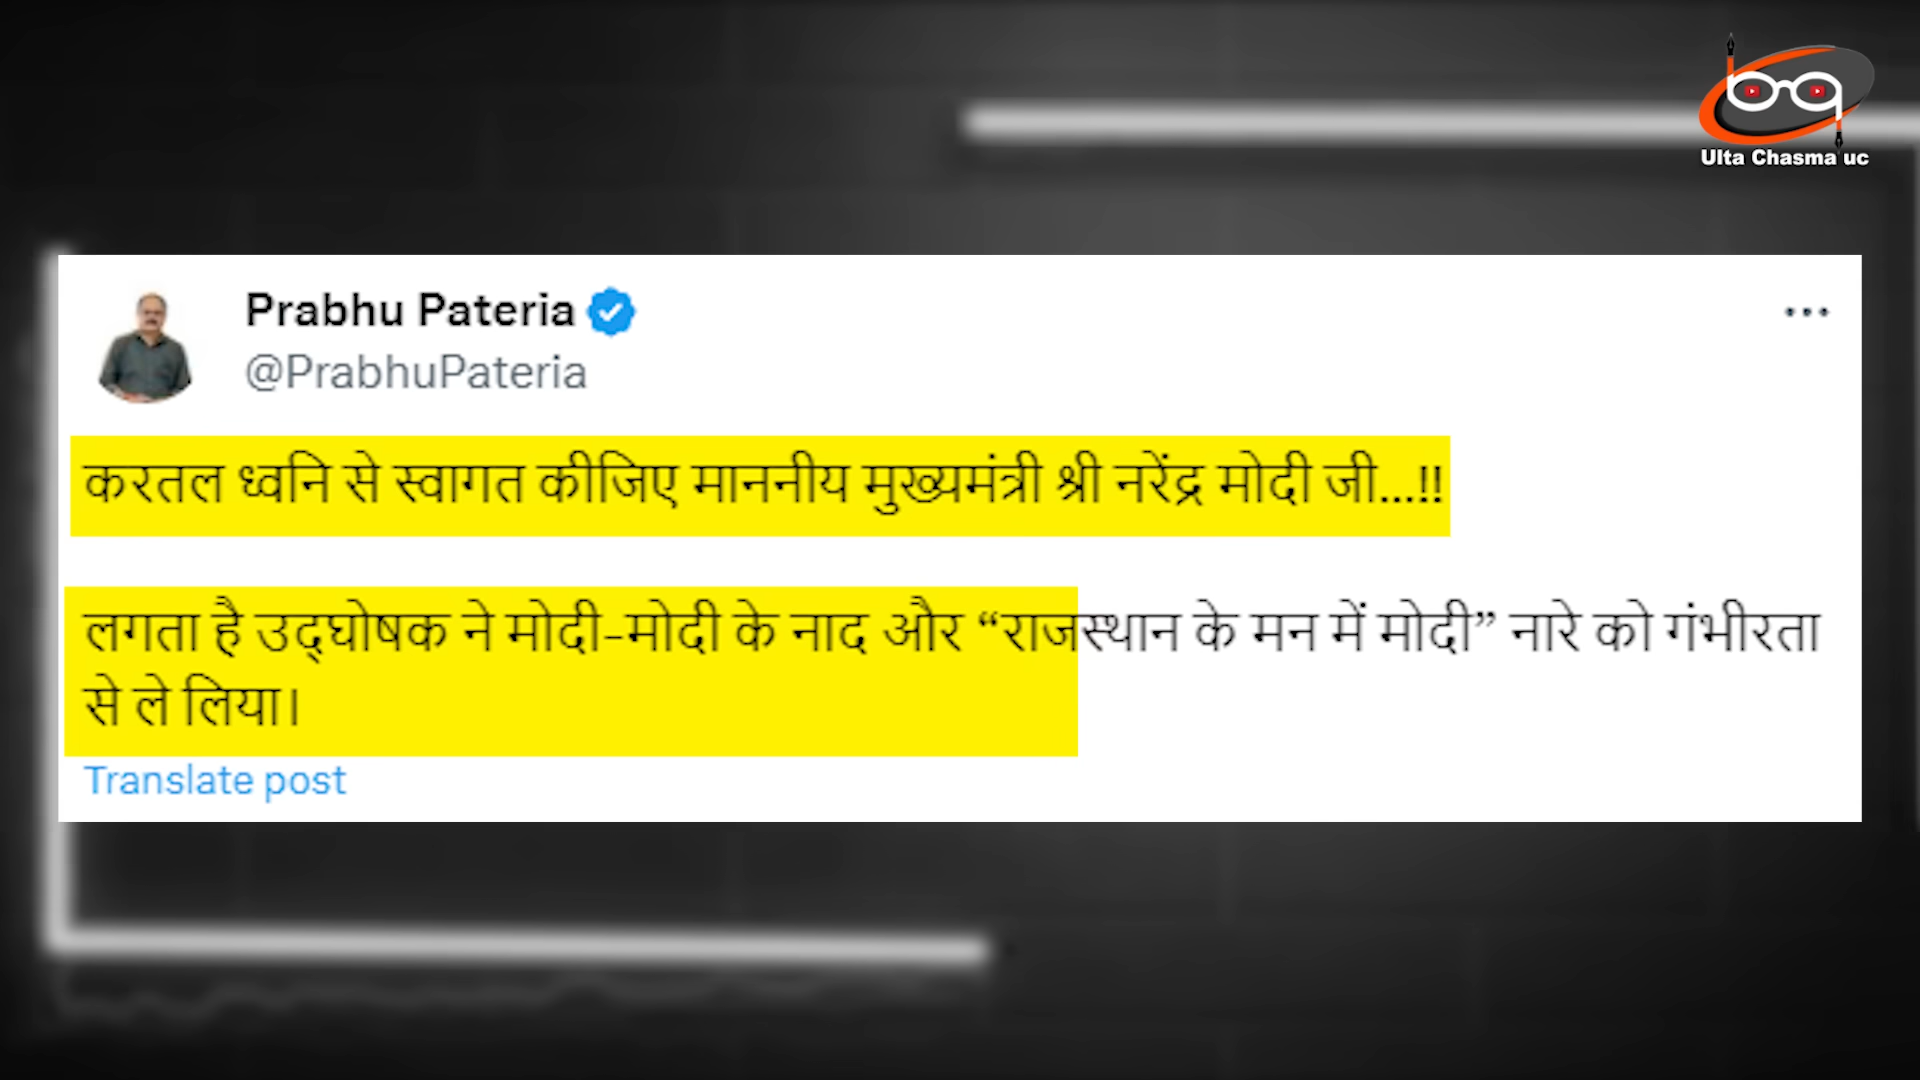 Ulta Chasma uc
Prabhu Pateria
@PrabhuPateria
करतल ध्वनि से स्वागत कीजिए माननीय मुख्यमंत्री श्री नरेंद्र मोदी जी...!!
लगता है उद्घोषक ने मोदी-मोदी के नाद और “राजस्थान के मन में मोदी” नारे को गंभीरता
से ले लिया।
Translate post